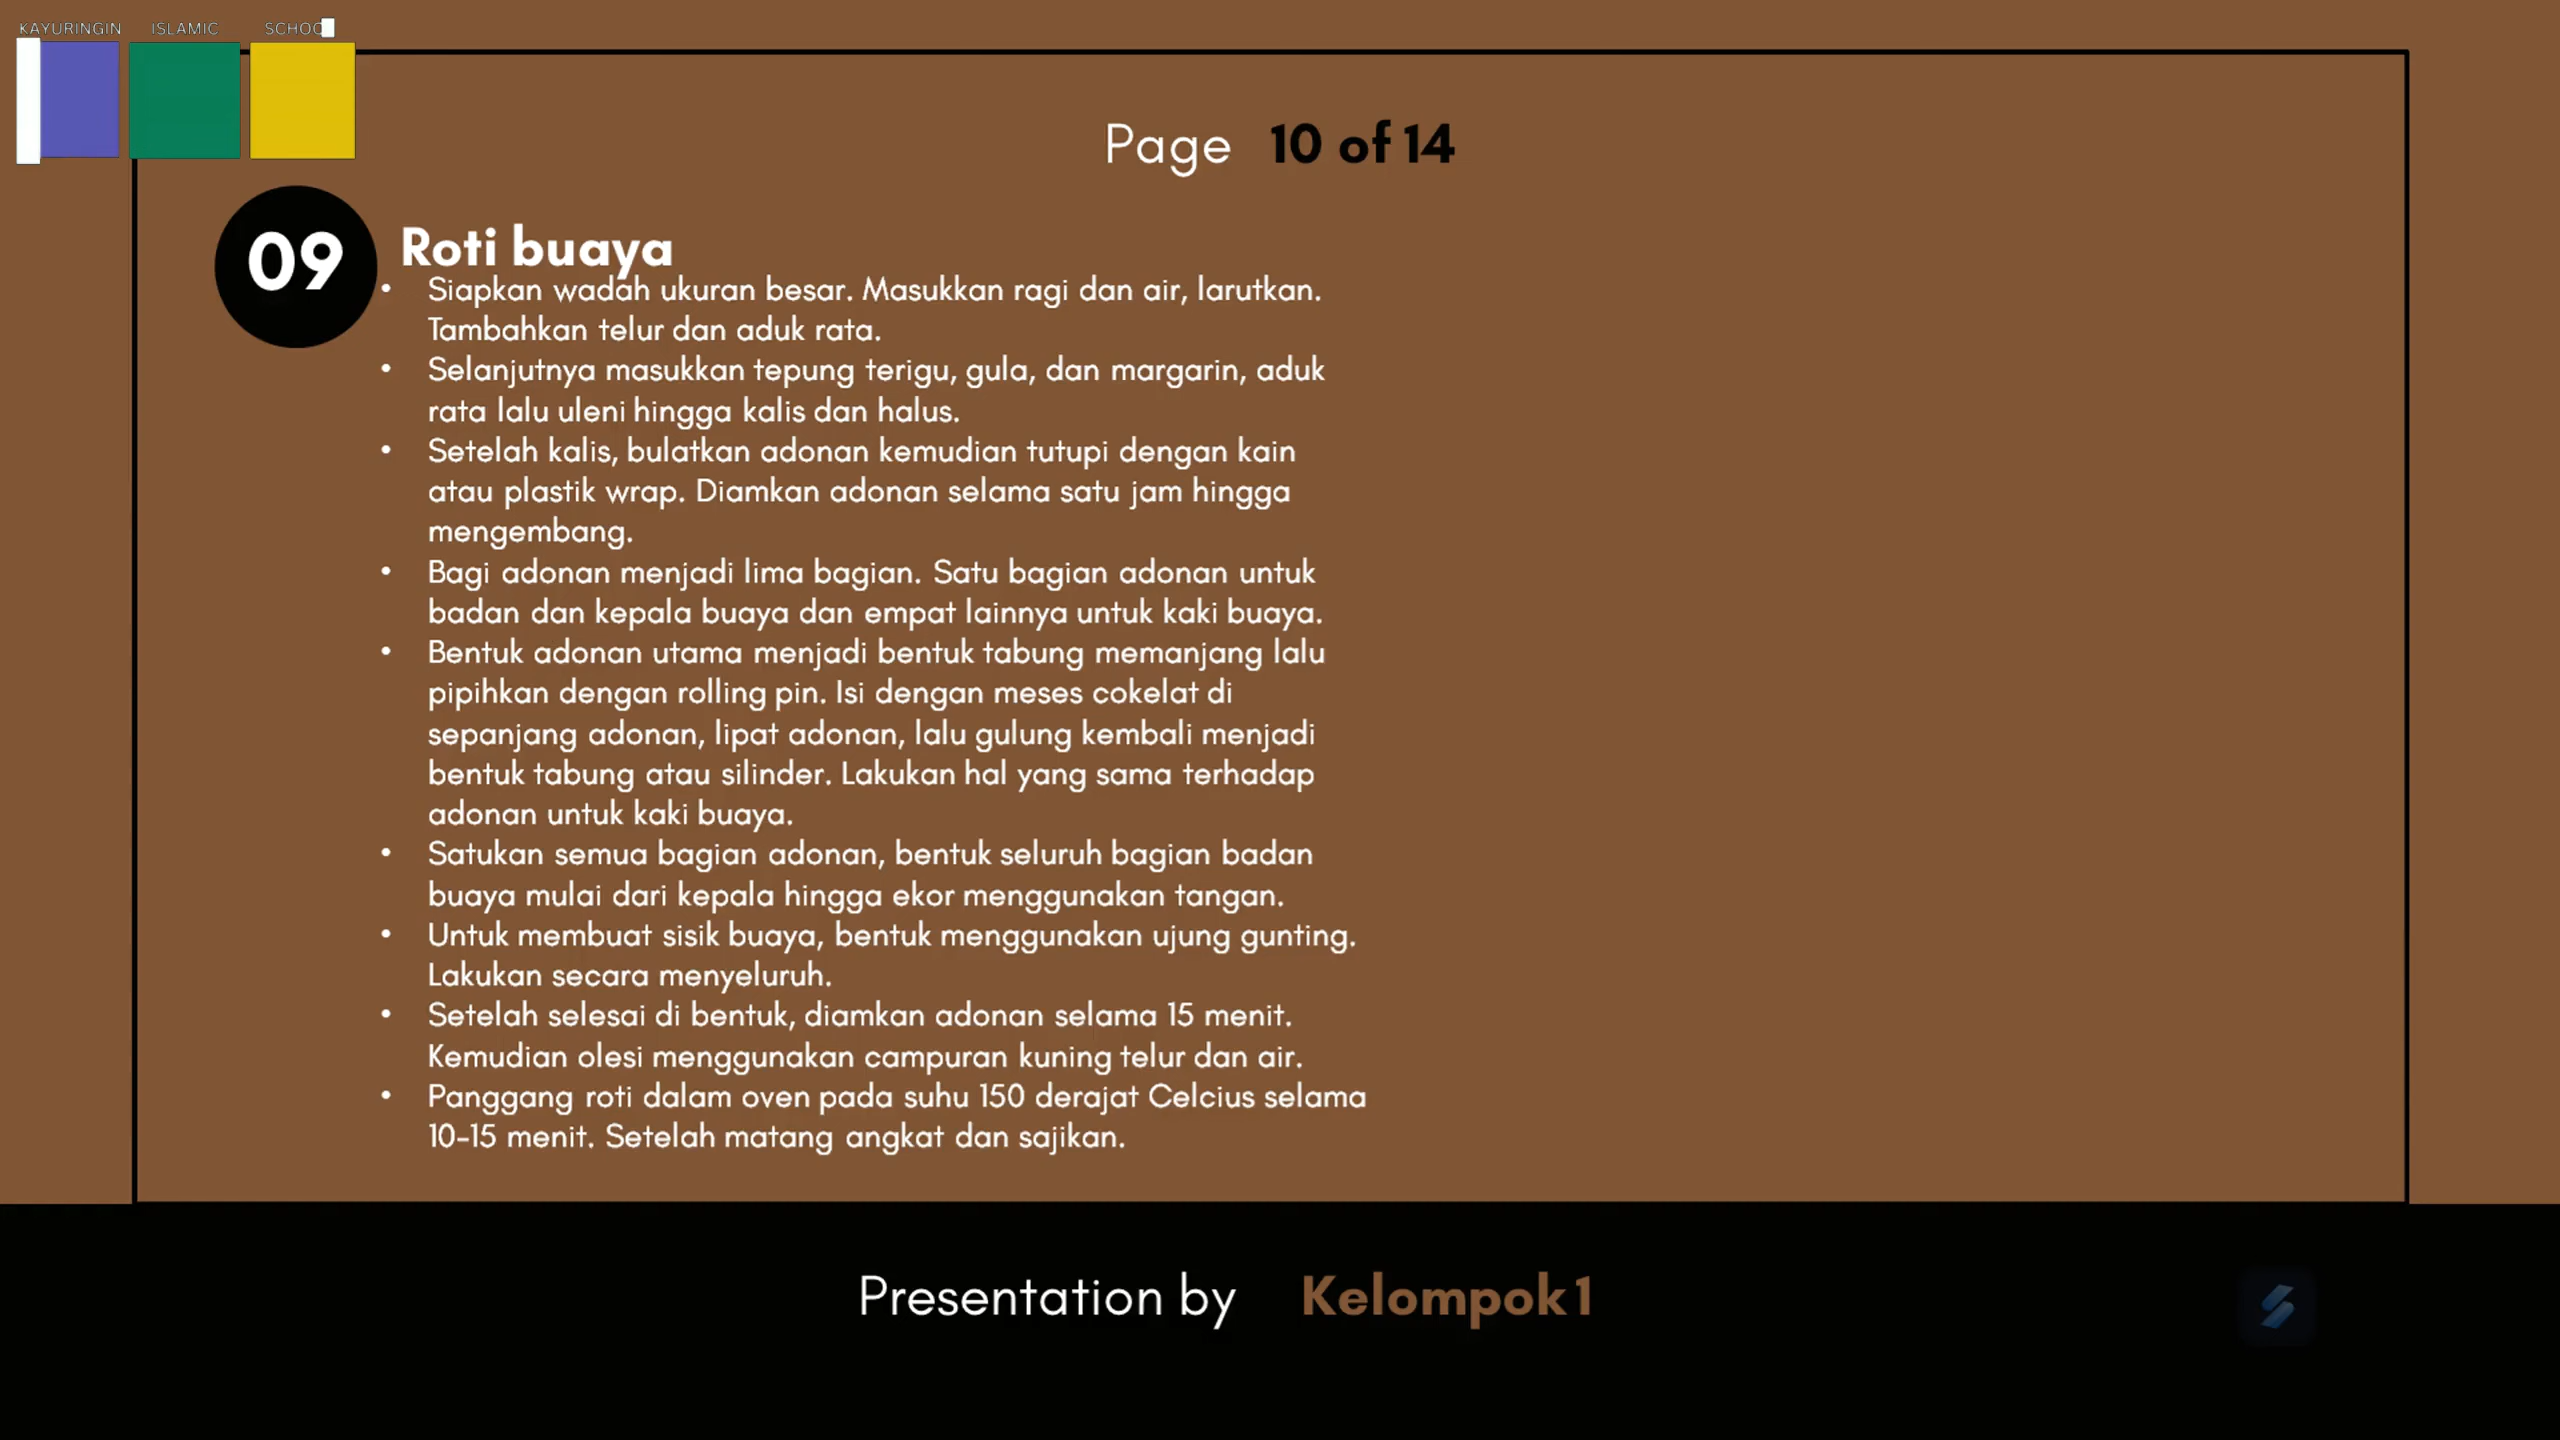 KAYURINGIN ISLAMIC SCHOO
Page 10 of 14
09
Roti buaya
• Siapkan wadah ukuran besar. Masukkan ragi dan air, larutkan.
Tambahkan telur dan aduk rata.
• Selanjutnya masukkan tepung terigu, gula, dan margarin, aduk
rata lalu uleni hingga kalis dan halus.
• Setelah kalis, bulatkan adonan kemudian tutupi dengan kain
atau plastik wrap. Diamkan adonan selama satu jam hingga
mengembang.
• Bagi adonan menjadi lima bagian. Satu bagian adonan untuk
badan dan kepala buaya dan empat lainnya untuk kaki buaya.
• Bentuk adonan utama menjadi bentuk tabung memanjang lalu
pipihkan dengan rolling pin. Isi dengan meses cokelat di
sepanjang adonan, lipat adonan, lalu gulung kembali menjadi
bentuk tabung atau silinder. Lakukan hal yang sama terhadap
adonan untuk kaki buaya.
• Satukan semua bagian adonan, bentuk seluruh bagian badan
buaya mulai dari kepala hingga ekor menggunakan tangan.
• Untuk membuat sisik buaya, bentuk menggunakan ujung gunting.
Lakukan secara menyeluruh.
• Setelah selesai di bentuk, diamkan adonan selama 15 menit.
Kemudian olesi menggunakan campuran kuning telur dan air.
• Panggang roti dalam oven pada suhu 150 derajat Celcius selama
10-15 menit. Setelah matang angkat dan sajikan.
Presentation by Kelompok 1